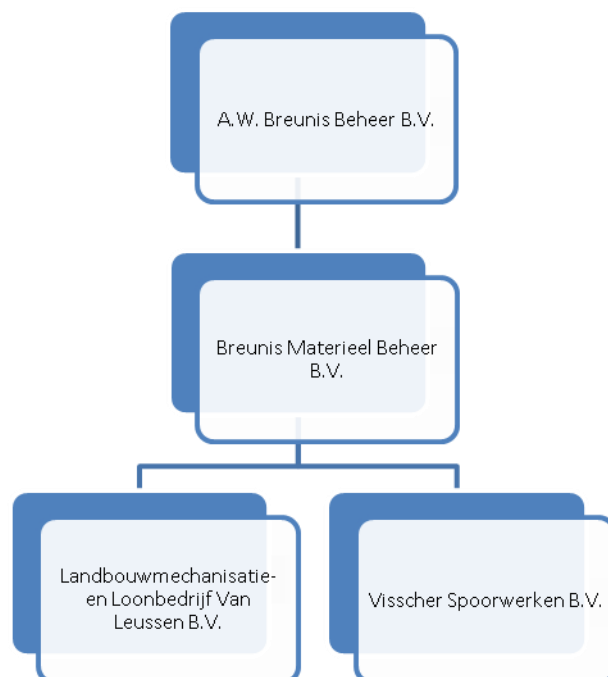 A.W. Breunis Beheer B.V.
Breunis Materieel Beheer
B.V.
Landbouwmechanisatie-
en Loonbedrijf Van
Leussen B.V.
Visscher Spoorwerken B.V.